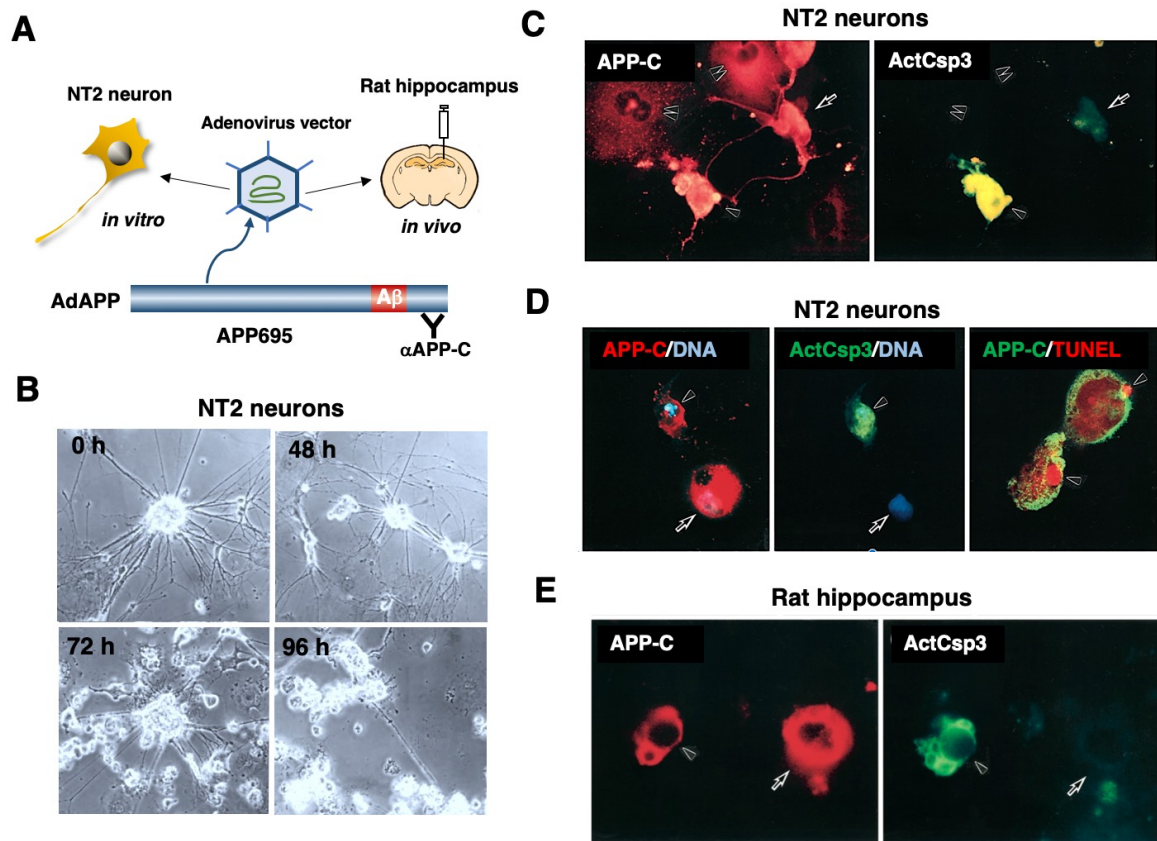 A
NT2 neuron
Adenovirus vector
Rat hippocampus
in vitro
in vivo
AdAPP
Aβ
APP695
αAPP-C
B
NT2 neurons
0 h
48 h
72 h
96 h
C
NT2 neurons
APP-C
ActCsp3
D
NT2 neurons
APP-C/DNA
ActCsp3/DNA
APP-C/TUNEL
E
Rat hippocampus
APP-C
ActCsp3